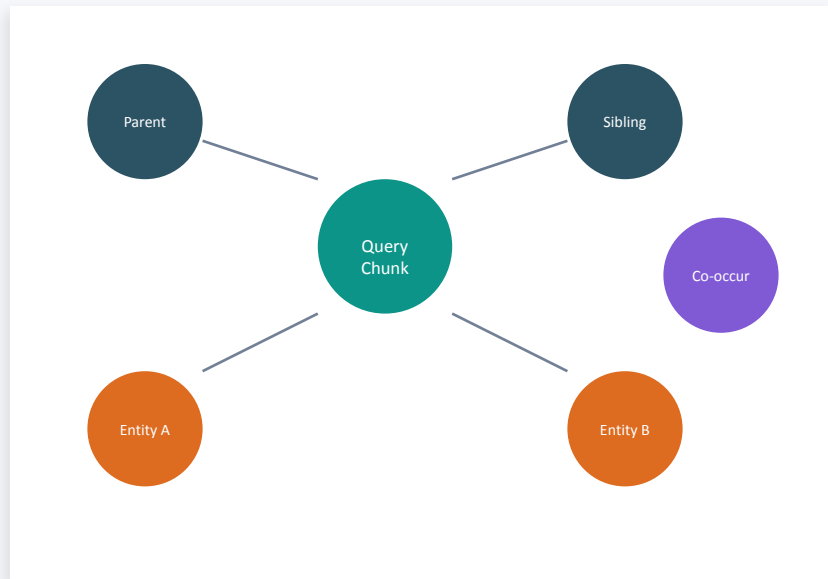 Parent
Sibling
Query
Chunk
Co-occur
Entity A
Entity B